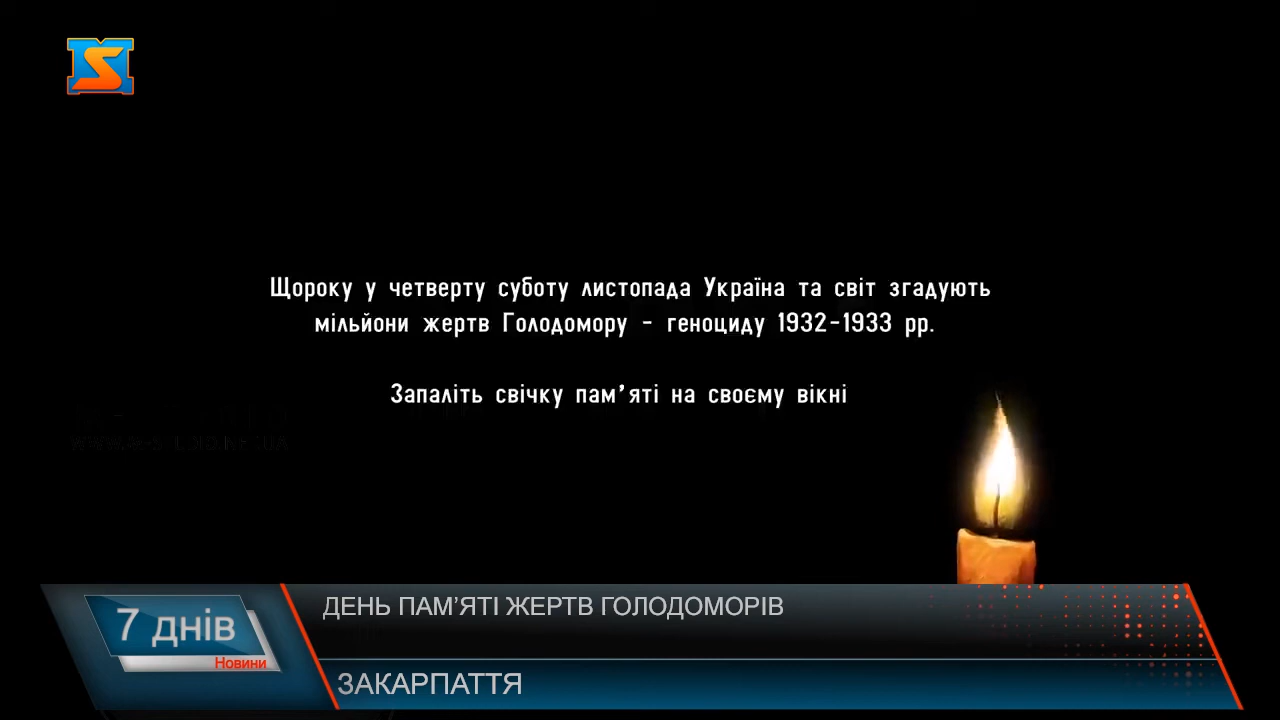 Щороку у четверту суботу листопада Україна та світ згадують
мільйони жертв Голодомору - геноциду 1932-1933 рр.
Запаліть свічку пам’яті на своєму вікні
7 днів
Новини
ДЕНЬ ПАМ’ЯТІ ЖЕРТВ ГОЛОДОМОРІВ
ЗАКАРПАТТЯ